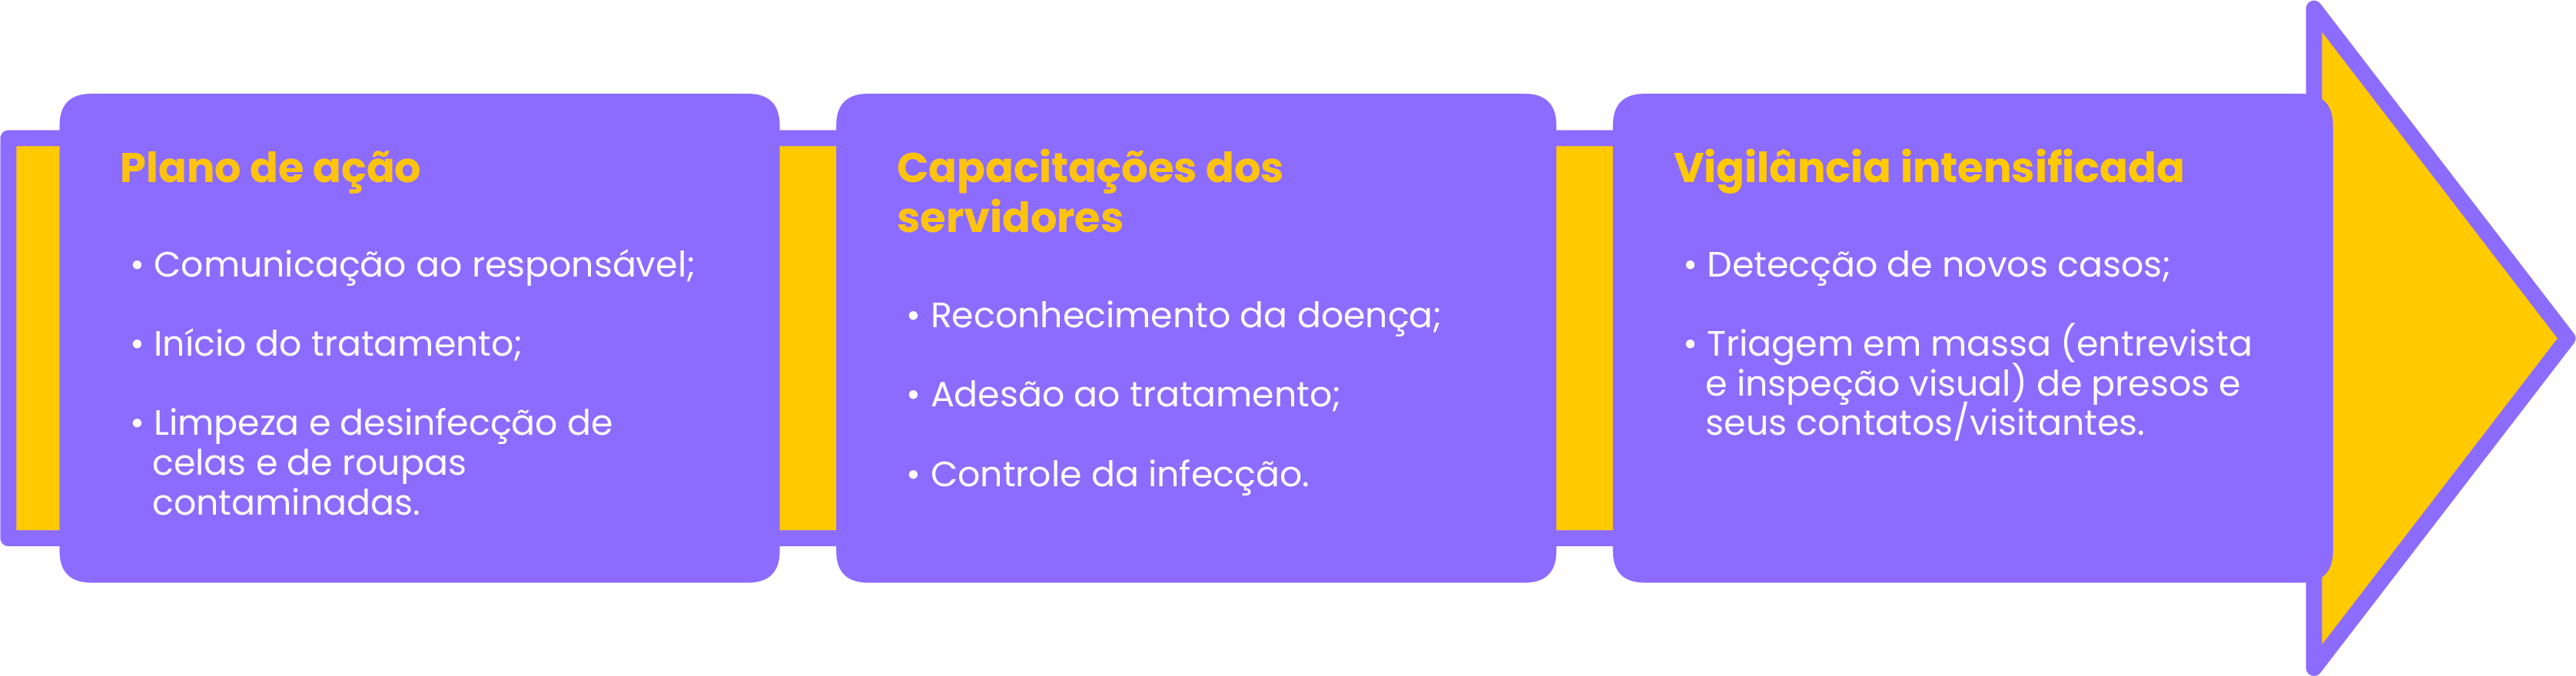 Plano de ação
• Comunicação ao responsável;
• Início do tratamento;
• Limpeza e desinfecção de
celas e de roupas
contaminadas.
Capacitações dos
servidores
• Reconhecimento da doença;
• Adesão ao tratamento;
• Controle da infecção.
Vigilância intensificada
• Detecção de novos casos;
• Triagem em massa (entrevista
e inspeção visual) de presos e
seus contatos/visitantes.